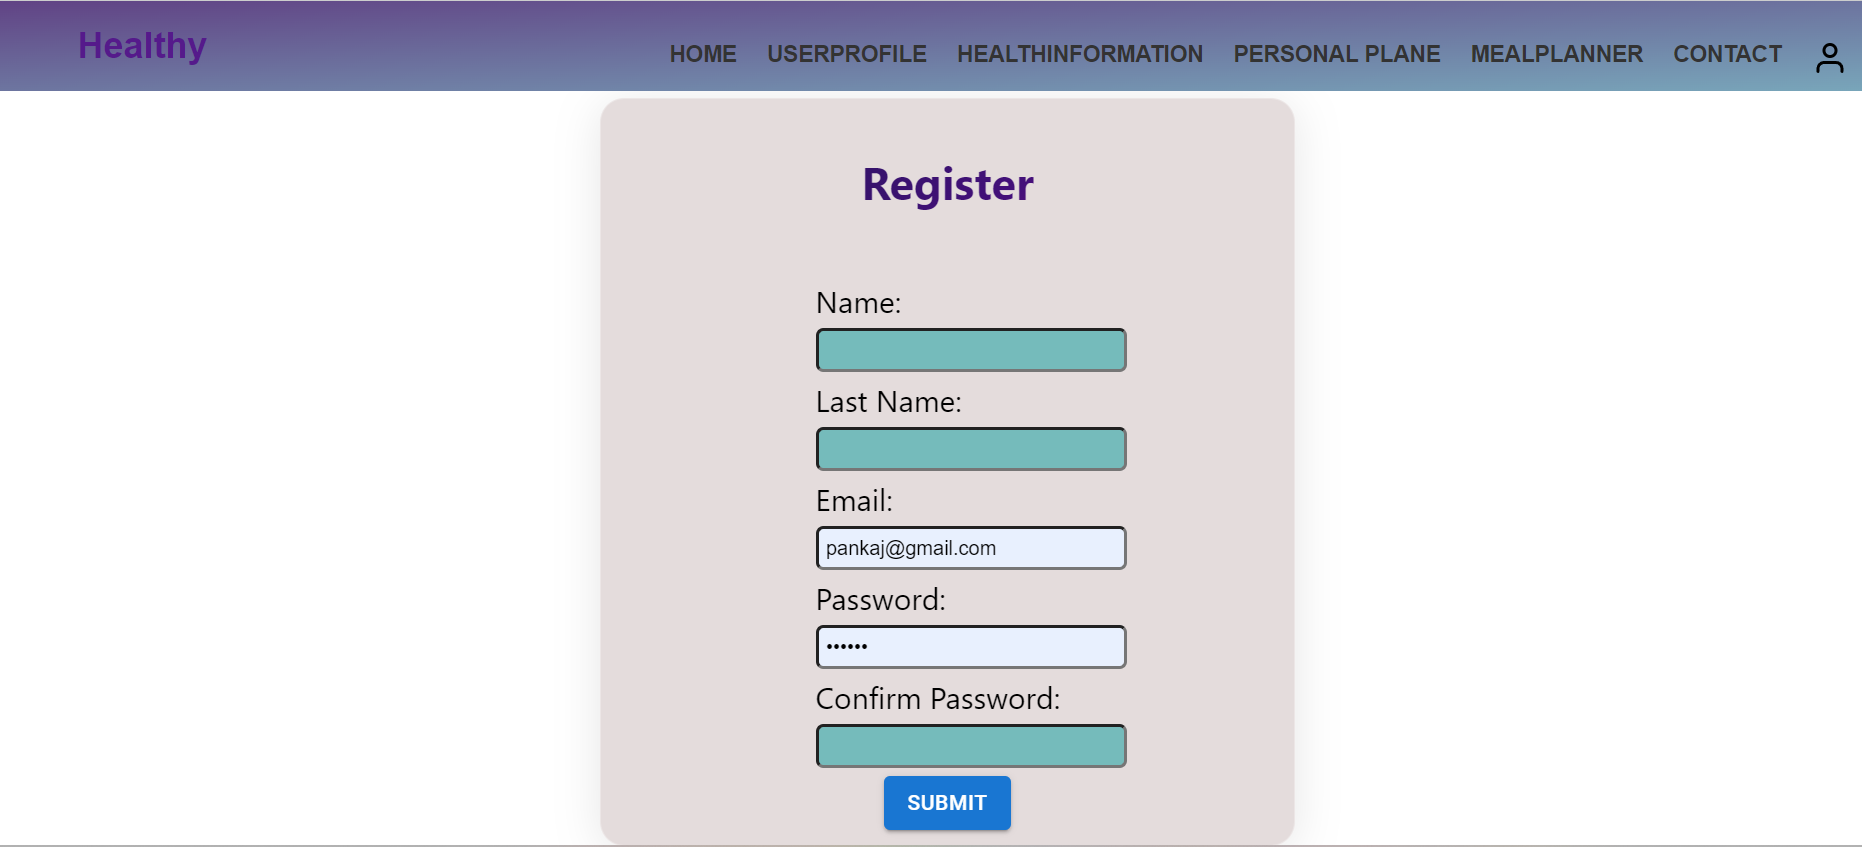 Healthy
HOME USERPROFILE HEALTHINFORMATION PERSONAL PLANE MEALPLANNER CONTACT
Register
Name:
Last Name:
Email:
pankaj@gmail.com
Password:
••••••
Confirm Password:
SUBMIT